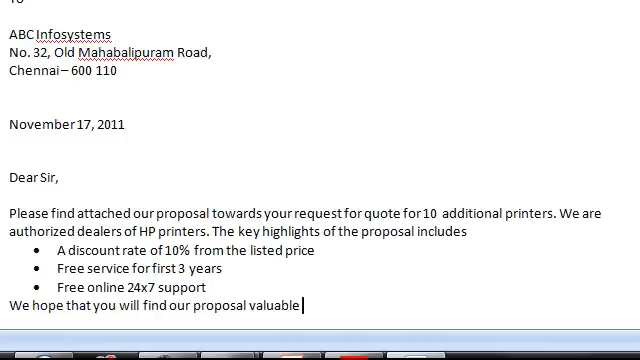 To
ABC Infosystems
No. 32, Old Mahabalipuram Road,
Chennai – 600 110
November 17, 2011
Dear Sir,
Please find attached our proposal towards your request for quote for 10 additional printers. We are
authorized dealers of HP printers. The key highlights of the proposal includes
• A discount rate of 10% from the listed price
• Free service for first 3 years
• Free online 24x7 support
We hope that you will find our proposal valuable